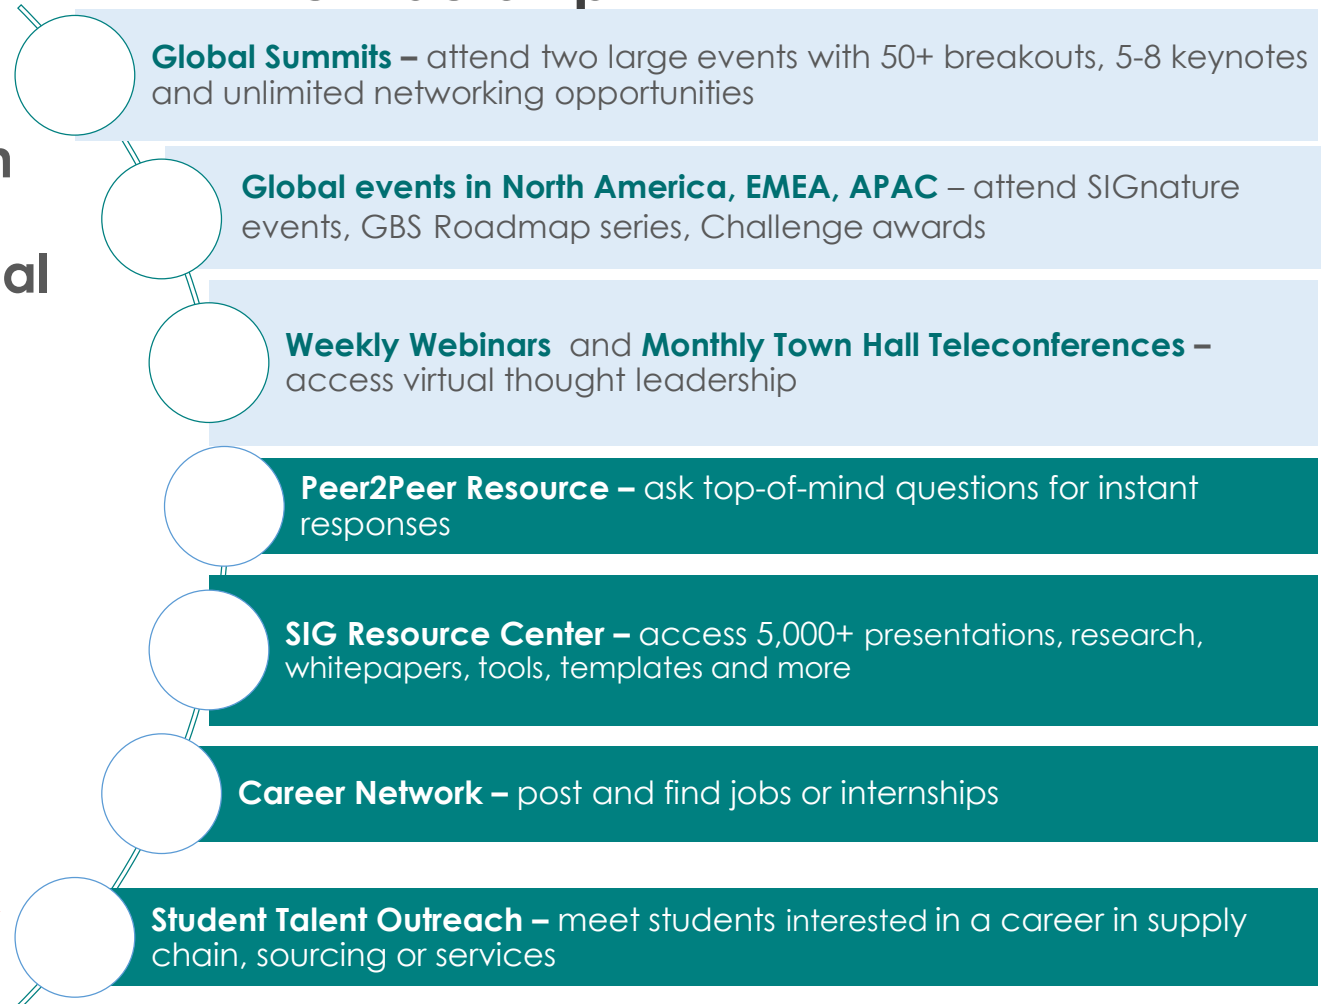 Global Summits – attend two large events with 50+ breakouts, 5-8 keynotes
and unlimited networking opportunities
al
Global events in North America, EMEA, APAC – attend SIGnature
events, GBS Roadmap series, Challenge awards
Weekly Webinars and Monthly Town Hall Teleconferences –
access virtual thought leadership
Peer2Peer Resource – ask top-of-mind questions for instant
responses
SIG Resource Center – access 5,000+ presentations, research,
whitepapers, tools, templates and more
Career Network – post and find jobs or internships
Student Talent Outreach – meet students interested in a career in supply
chain, sourcing or services